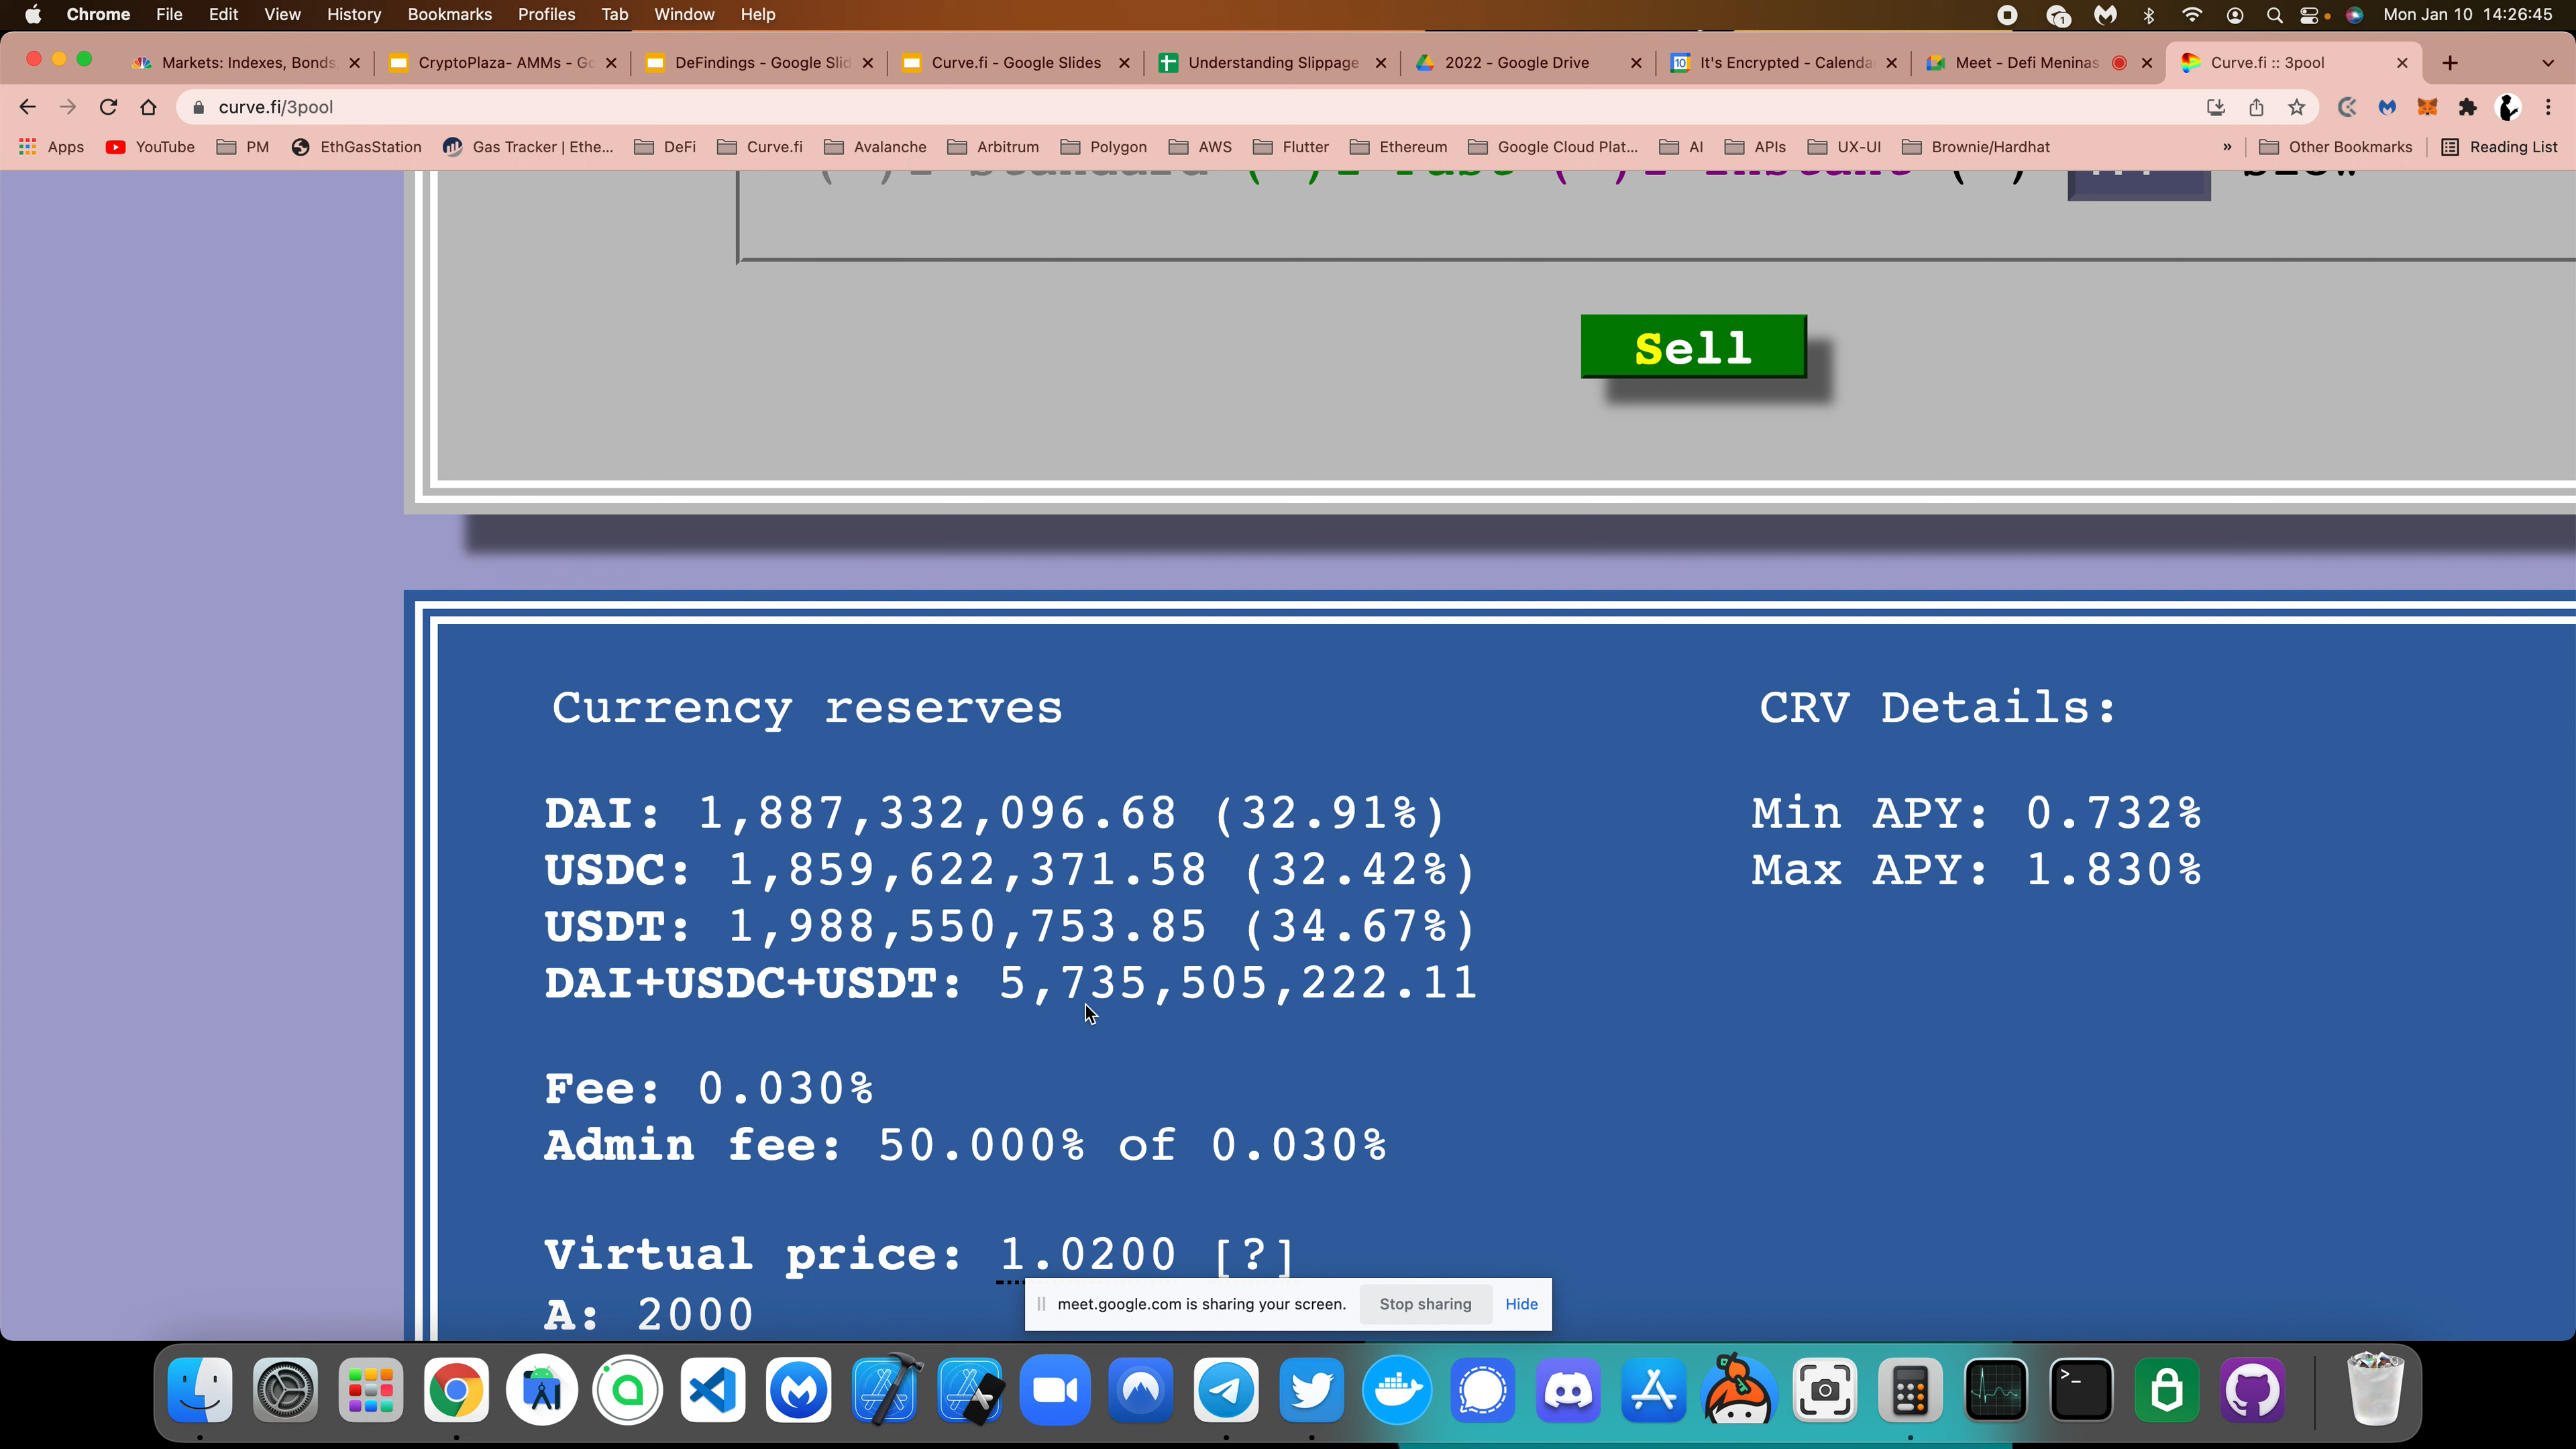 Chrome File Edit View History Bookmarks Profiles Tab Window Help 1 Mon Jan 10 14:26:45
Markets: Indexes, Bonds, CryptoPlaza- AMMs - Go DeFindings - Google Slid Curve.fi - Google Slides Understanding Slippage 2022 - Google Drive 10 It's Encrypted - Calenda Meet - Defi Meninas Curve.fi :: 3pool
curve.fi/3pool
Apps YouTube PM EthGasStation Gas Tracker | Ethe... DeFi Curve.fi Avalanche Arbitrum Polygon AWS Flutter Ethereum Google Cloud Plat... AI APIs UX-UI Brownie/Hardhat » Other Bookmarks Reading List
Sell
Currency reserves
DAI: 1,887,332,096.68 (32.91%)
USDC: 1,859,622,371.58 (32.42%)
USDT: 1,988,550,753.85 (34.67%)
DAI+USDC+USDT: 5,735,505,222.11
Fee: 0.030%
Admin fee: 50.000% of 0.030%
Virtual price: 1.0200 [?]
A: 2000
CRV Details:
Min APY: 0.732%
Max APY: 1.830%
meet.google.com is sharing your screen. Stop sharing Hide